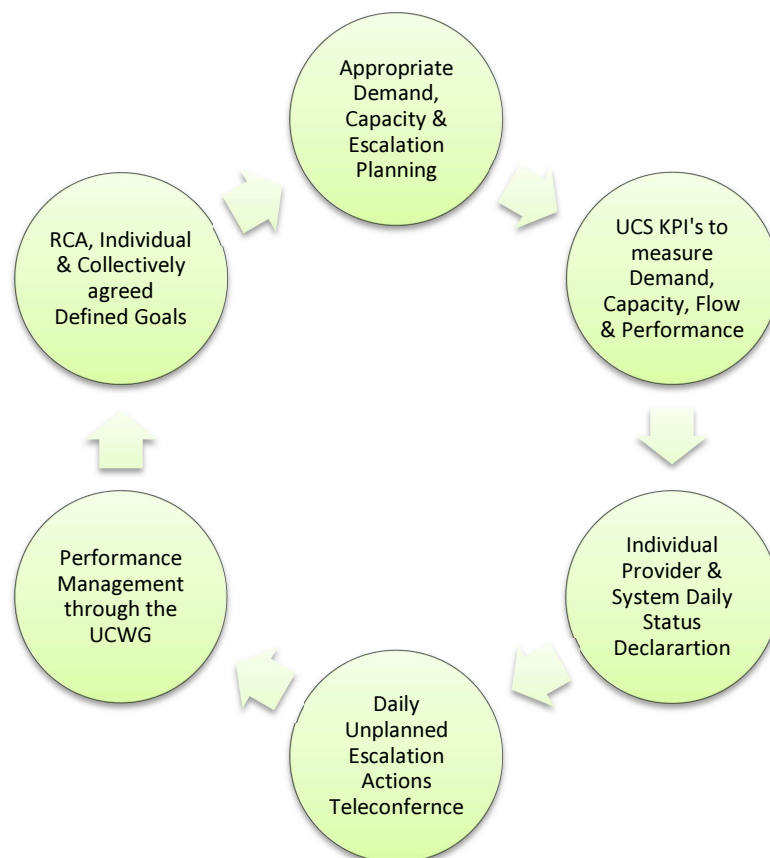 Appropriate
Demand,
Capacity &
Escalation
Planning
UCS KPI's to
measure
Demand,
Capacity, Flow
& Performance
Individual
Provider &
System Daily
Status
Declarartion
Daily
Unplanned
Escalation
Actions
Teleconfernce
Performance
Management
through the
UCWG
RCA, Individual
& Collectively
agreed
Defined Goals